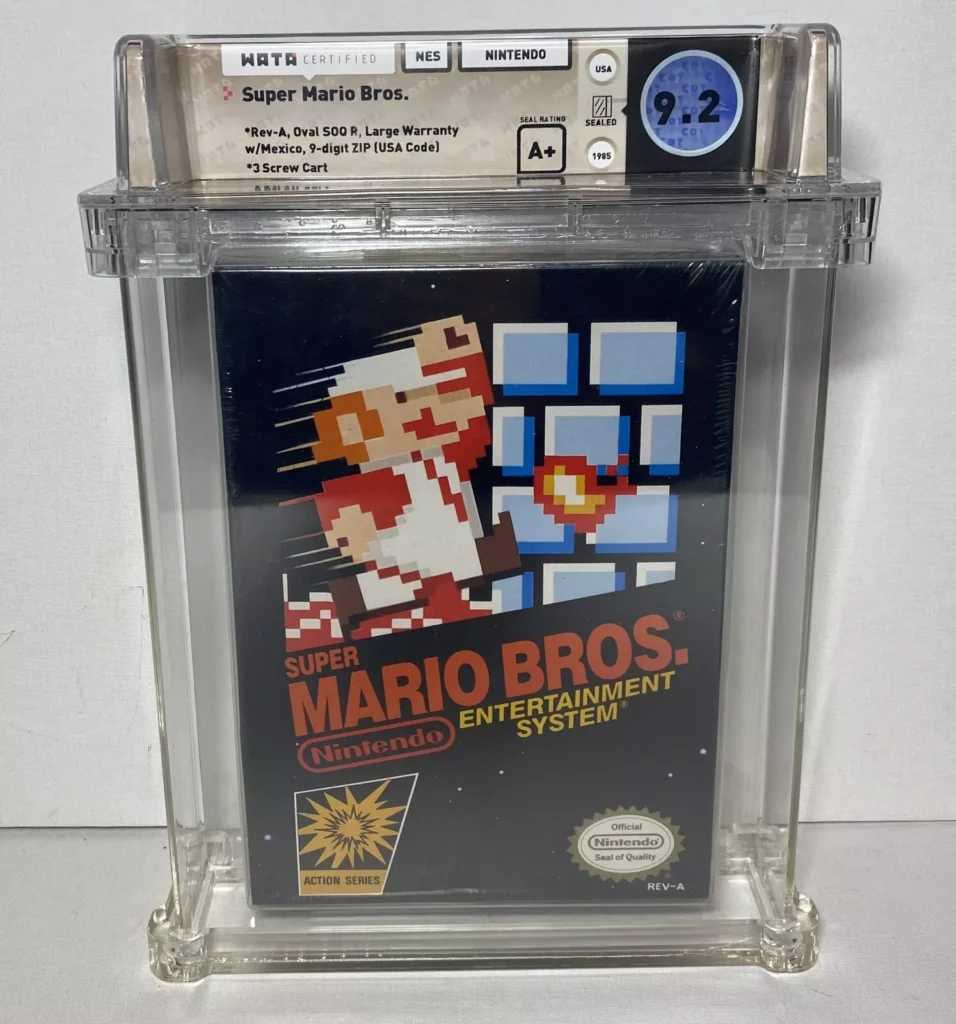 WATA CERTIFIED
NES
NINTENDO
USA
Super Mario Bros.
SEALED
9.2
*Rev-A, Oval SOQ R, Large Warranty
w/Mexico, 9-digit ZIP (USA Code)
*3 Screw Cart
SEAL RATING
A+
1985
SUPER
MARIO BROS.®
Nintendo
ENTERTAINMENT
SYSTEM®
ACTION SERIES
Official
Nintendo®
Seal of Quality
REV-A